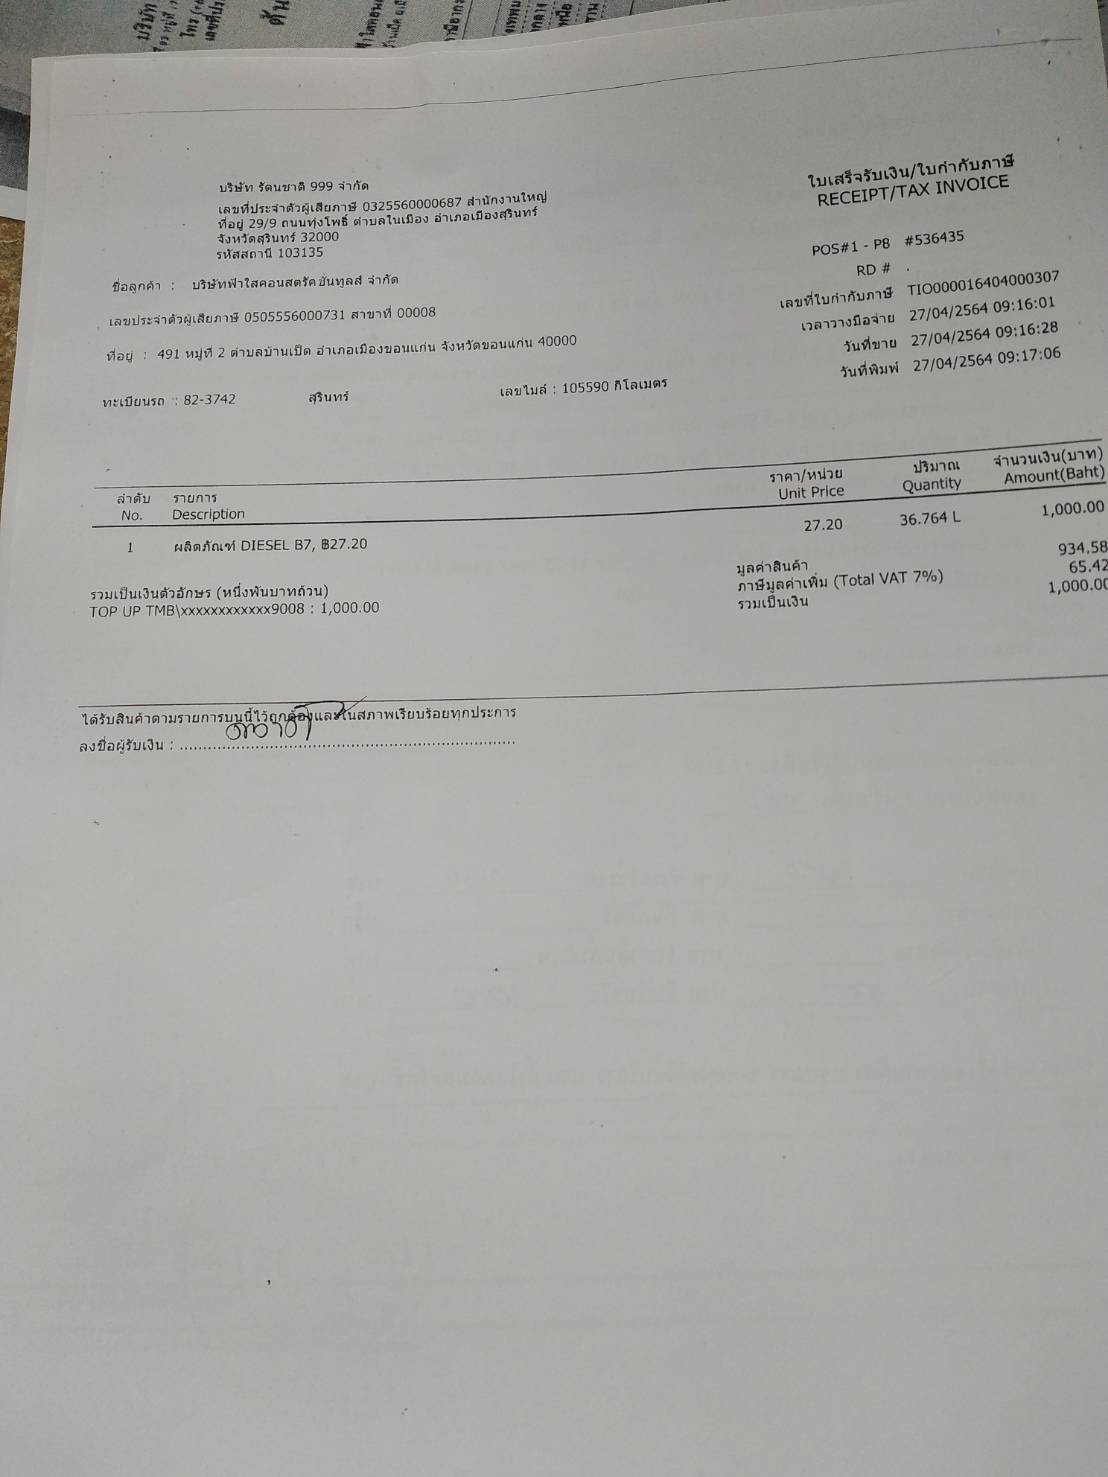 บริษัท รัตนชาติ 999 จำกัด
เลขที่ประจำตัวผู้เสียภาษี 0325560000687 สำนักงานใหญ่
ที่อยู่ 29/9 ถนนทุ่งโพธิ์ ตำบลในเมือง อำเภอเมืองสุรินทร์
จังหวัดสุรินทร์ 32000
รหัสสถานี 103135
ใบเสร็จรับเงิน/ใบกำกับภาษี
RECEIPT/TAX INVOICE
POS#1 - P8 #536435
RD # .
เลขที่ใบกำกับภาษี TIO000016404000307
เวลาวางมือจ่าย 27/04/2564 09:16:01
วันที่ขาย 27/04/2564 09:16:28
วันที่พิมพ์ 27/04/2564 09:17:06
ชื่อลูกค้า : บริษัทฟ้าใสคอนสตรัคชั่นทูลส์ จำกัด
เลขประจำตัวผู้เสียภาษี 0505556000731 สาขาที่ 00008
ที่อยู่ : 491 หมู่ที่ 2 ตำบลบ้านเป็ด อำเภอเมืองขอนแก่น จังหวัดขอนแก่น 40000
ทะเบียนรถ : 82-3742 สุรินทร์ เลขไมล์ : 105590 กิโลเมตร
ลำดับ รายการ ราคา/หน่วย ปริมาณ จำนวนเงิน(บาท)
No. Description Unit Price Quantity Amount(Baht)
1 ผลิตภัณฑ์ DIESEL B7, ฿27.20 27.20 36.764 L 1,000.00
มูลค่าสินค้า 934.58
ภาษีมูลค่าเพิ่ม (Total VAT 7%) 65.42
รวมเป็นเงิน 1,000.00
รวมเป็นเงินตัวอักษร (หนึ่งพันบาทถ้วน)
TOP UP TMB\xxxxxxxxxxxx9008 : 1,000.00
ได้รับสินค้าตามรายการบนนี้ไว้ถูกต้องและในสภาพเรียบร้อยทุกประการ
ลงชื่อผู้รับเงิน :